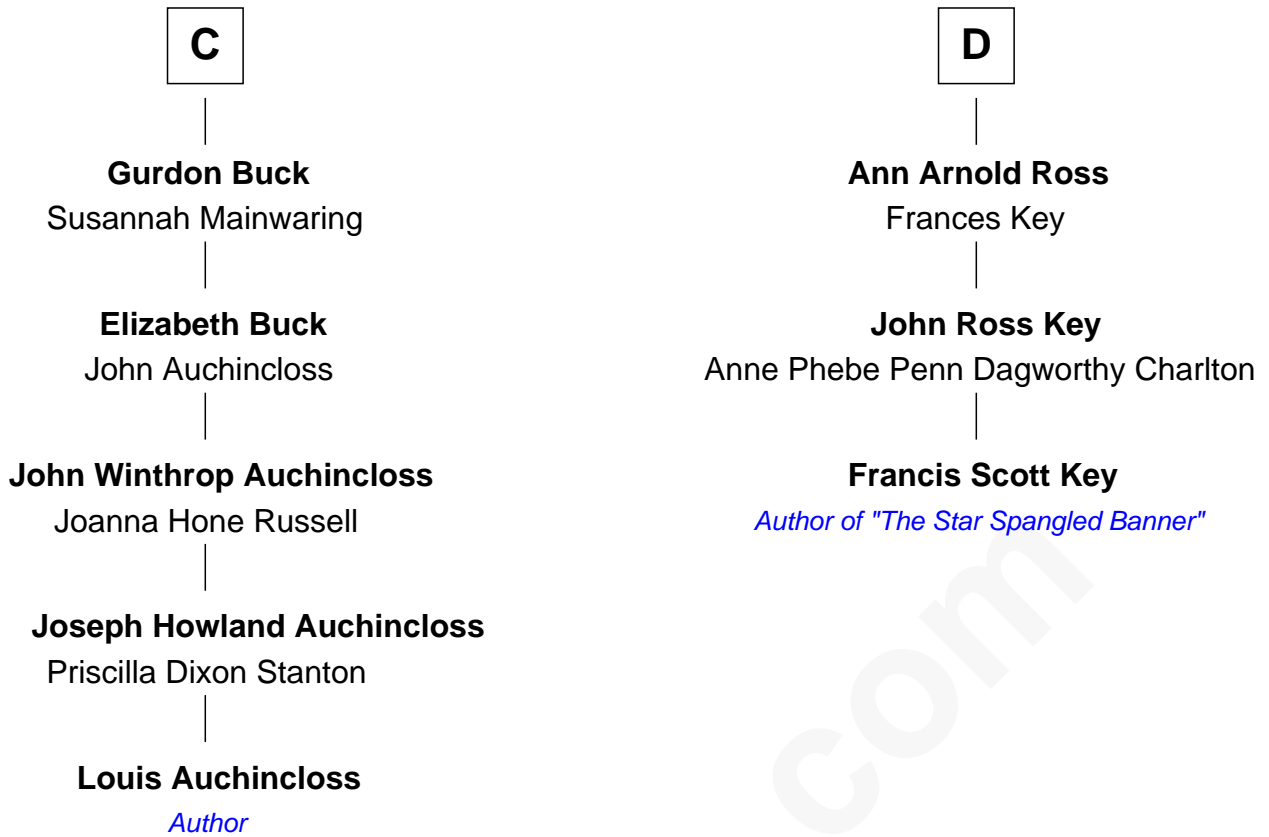 C
Gurdon Buck
Susannah Mainwaring
Elizabeth Buck
John Auchincloss
John Winthrop Auchincloss
Joanna Hone Russell
Joseph Howland Auchincloss
Priscilla Dixon Stanton
Louis Auchincloss
Author
D
Ann Arnold Ross
Frances Key
John Ross Key
Anne Phebe Penn Dagworthy Charlton
Francis Scott Key
Author of "The Star Spangled Banner"
com